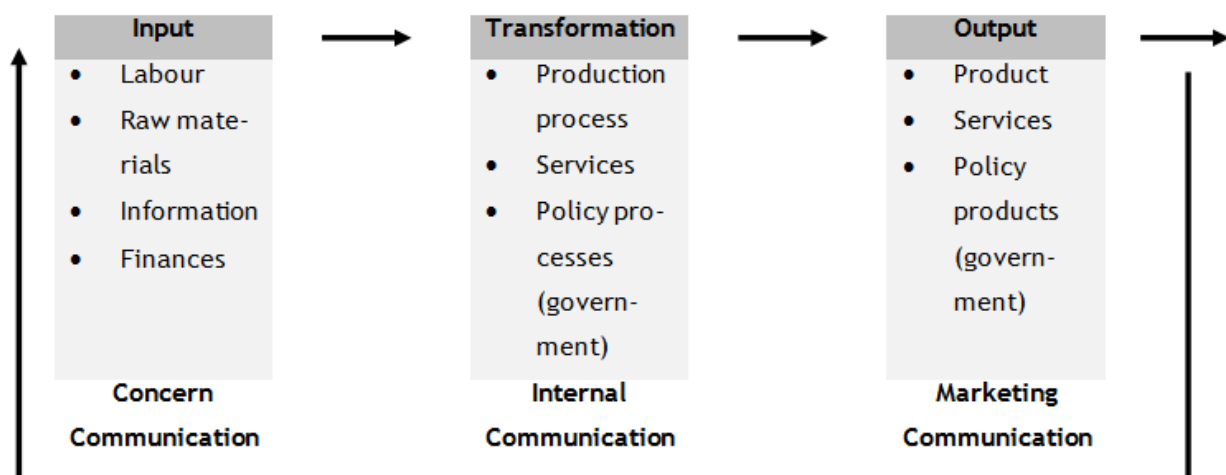 Input
• Labour
• Raw mate-
rials
• Information
• Finances
Concern
Communication
Transformation
• Production
process
• Services
• Policy pro-
cesses
(govern-
ment)
Internal
Communication
Output
• Product
• Services
• Policy
products
(govern-
ment)
Marketing
Communication